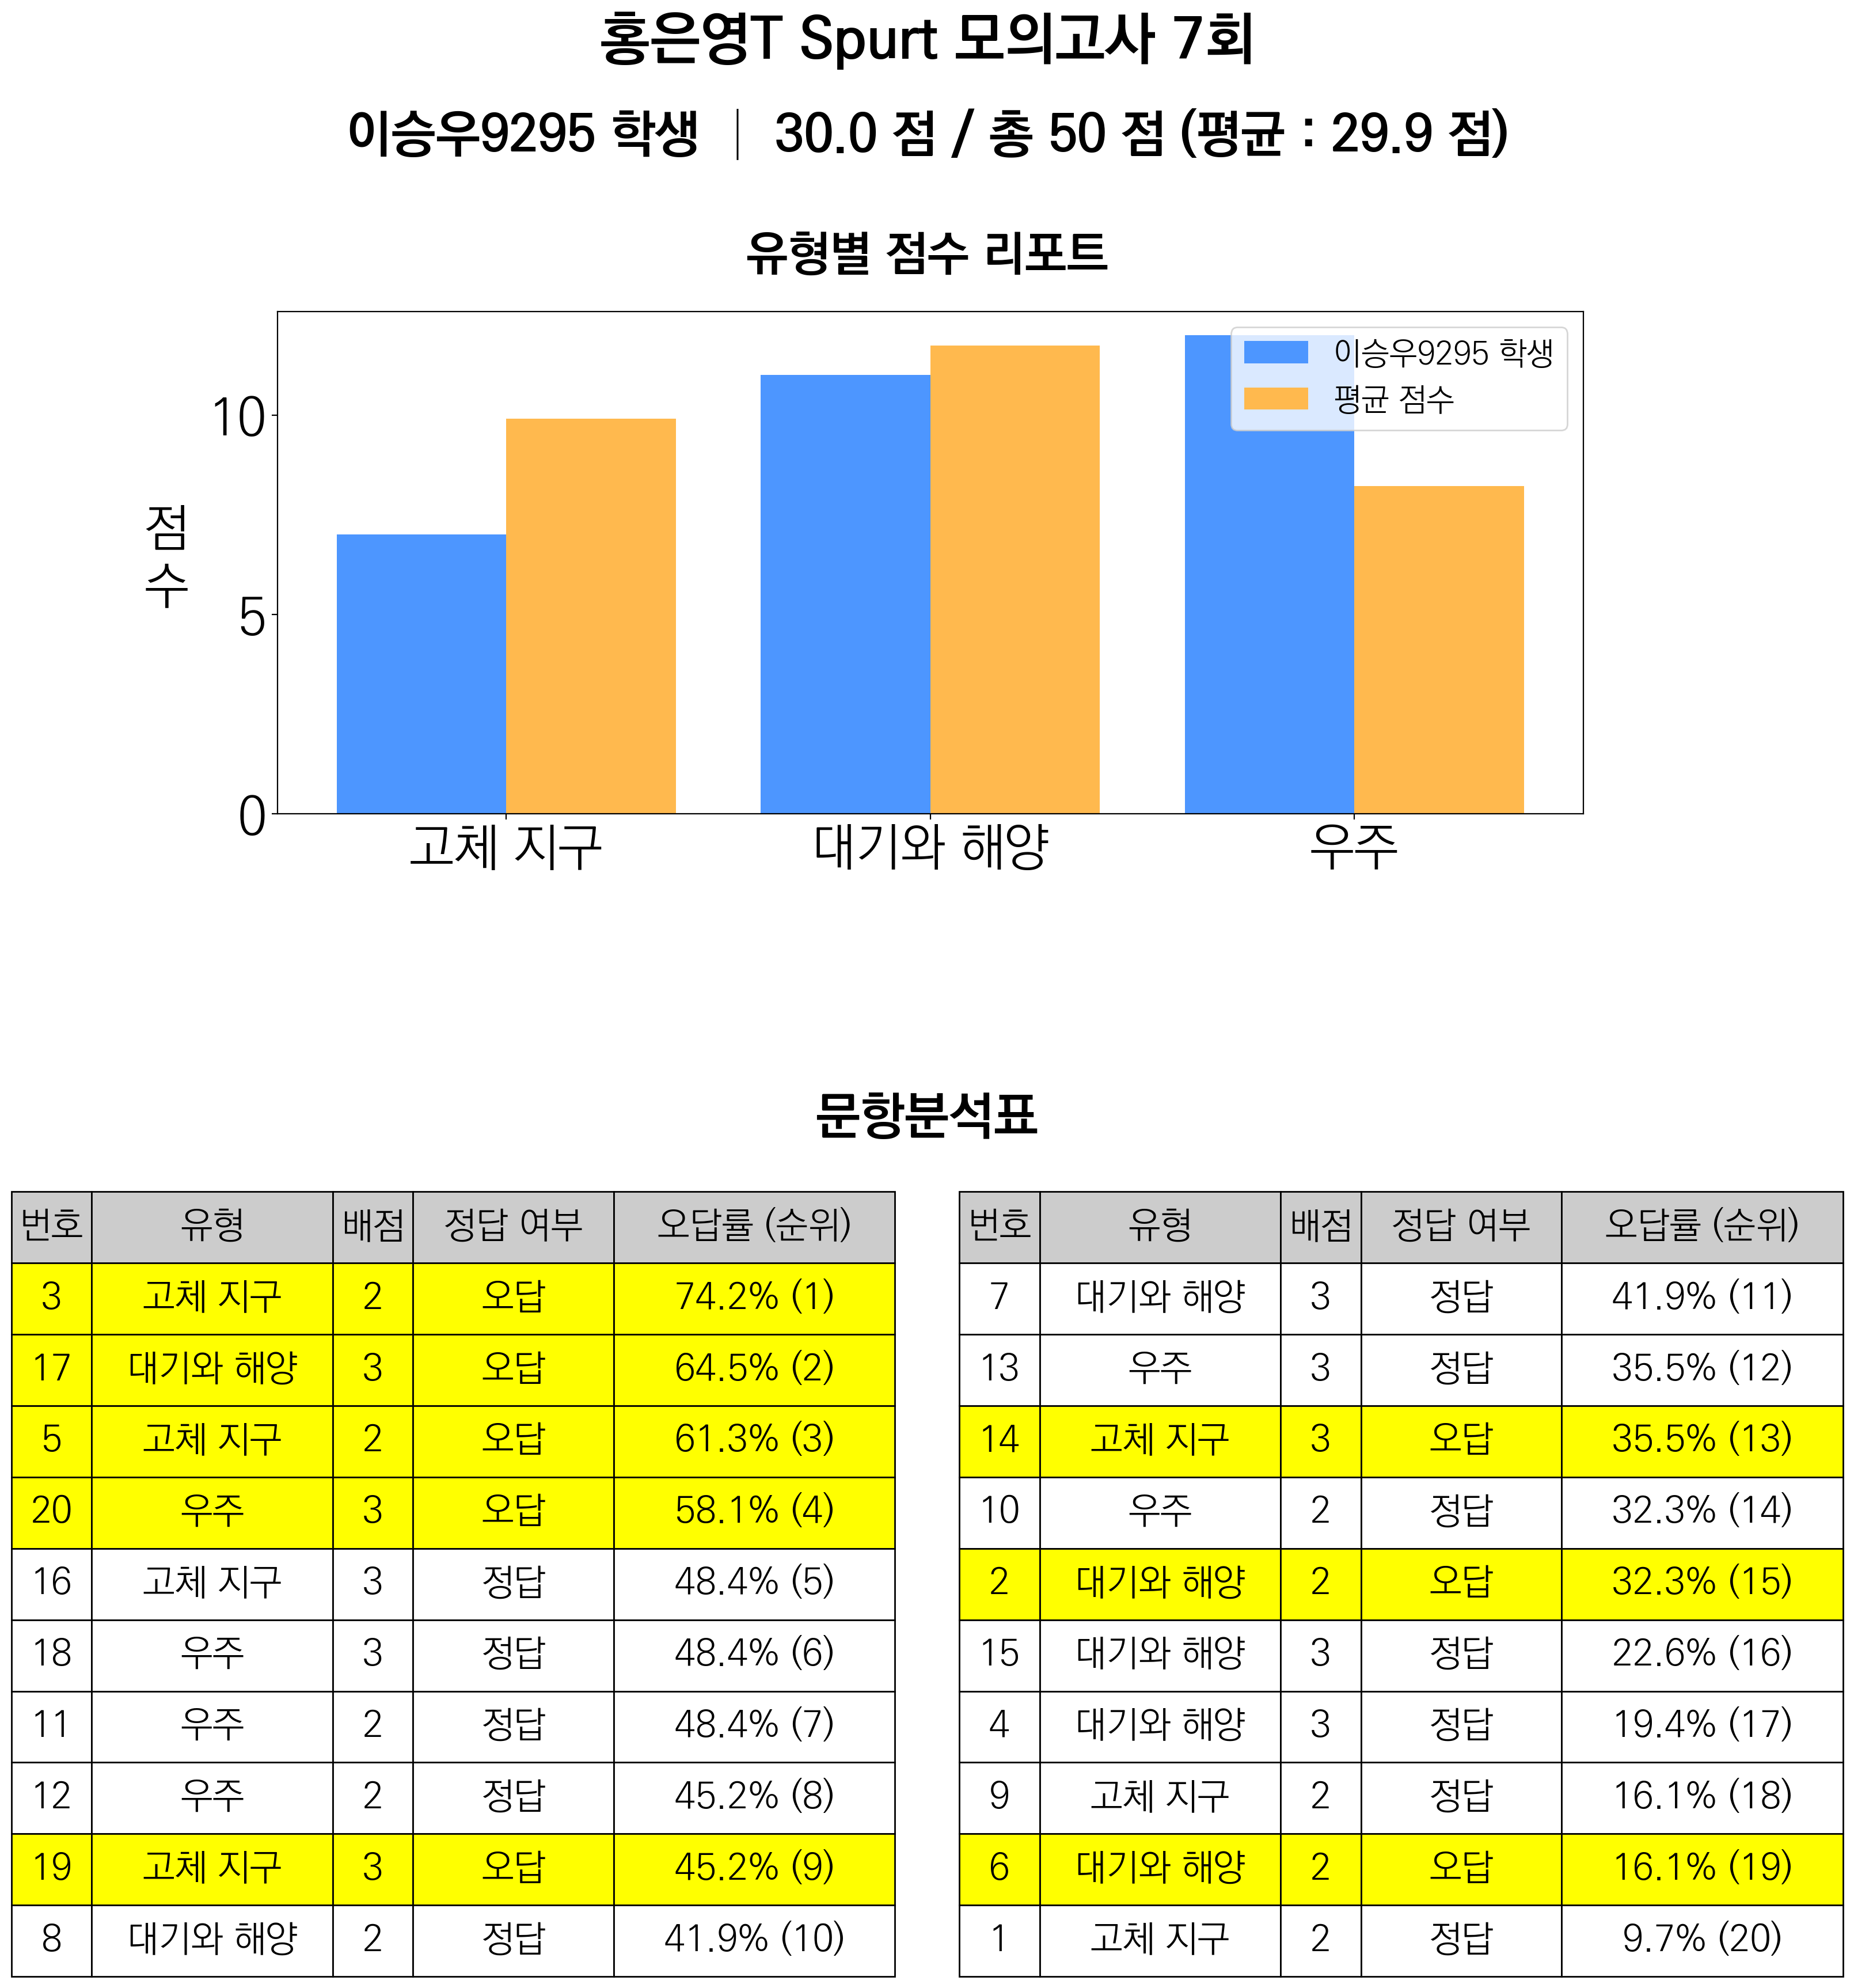 홍은영T Spurt 모의고사 7회
이승우9295 학생 | 30.0 점 / 총 50 점 (평균 : 29.9 점)
유형별 점수 리포트
이승우9295 학생
평균 점수
10
5
0
점
수
고체 지구 대기와 해양 우주
문항분석표
번호 유형 배점 정답 여부 오답률 (순위)
3 고체 지구 2 오답 74.2% (1)
17 대기와 해양 3 오답 64.5% (2)
5 고체 지구 2 오답 61.3% (3)
20 우주 3 오답 58.1% (4)
16 고체 지구 3 정답 48.4% (5)
18 우주 3 정답 48.4% (6)
11 우주 2 정답 48.4% (7)
12 우주 2 정답 45.2% (8)
19 고체 지구 3 오답 45.2% (9)
8 대기와 해양 2 정답 41.9% (10)
번호 유형 배점 정답 여부 오답률 (순위)
7 대기와 해양 3 정답 41.9% (11)
13 우주 3 정답 35.5% (12)
14 고체 지구 3 오답 35.5% (13)
10 우주 2 정답 32.3% (14)
2 대기와 해양 2 오답 32.3% (15)
15 대기와 해양 3 정답 22.6% (16)
4 대기와 해양 3 정답 19.4% (17)
9 고체 지구 2 정답 16.1% (18)
6 대기와 해양 2 오답 16.1% (19)
1 고체 지구 2 정답 9.7% (20)